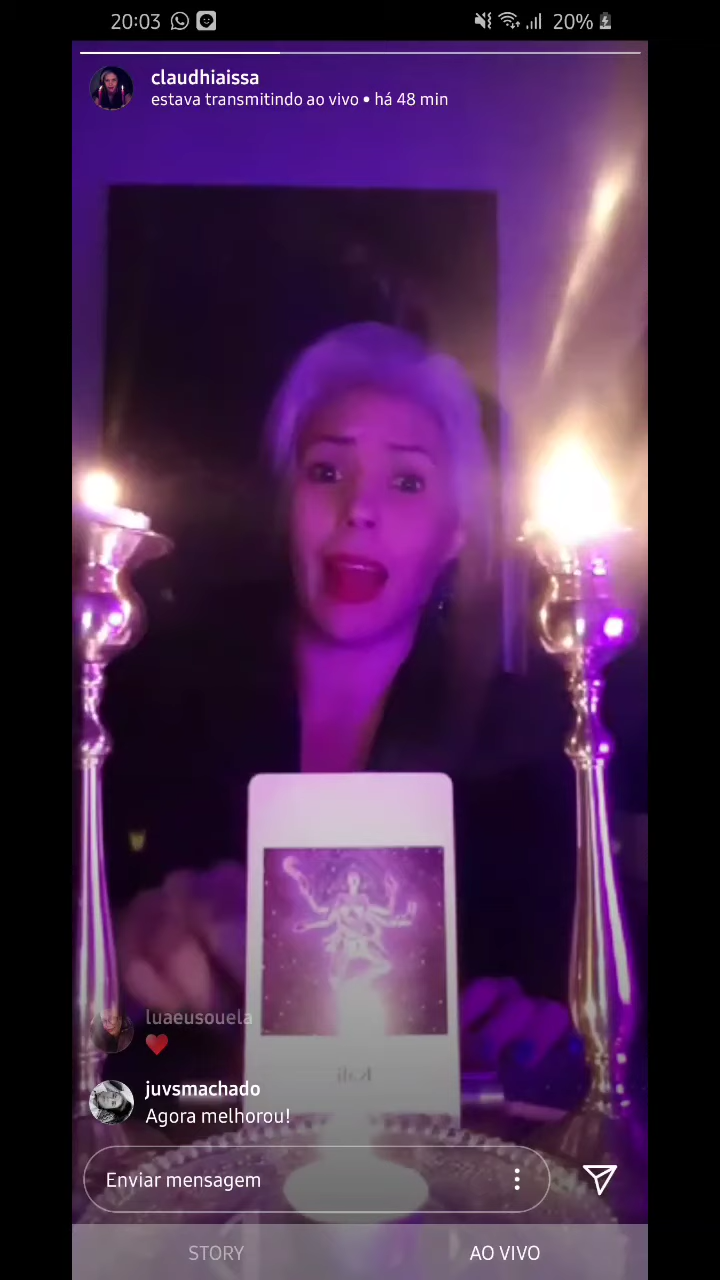 20:03
20%
claudhiaissa
estava transmitindo ao vivo • há 48 min
luaeusouela
❤️
juvsmachado
Agora melhorou!
Enviar mensagem
STORY
AO VIVO